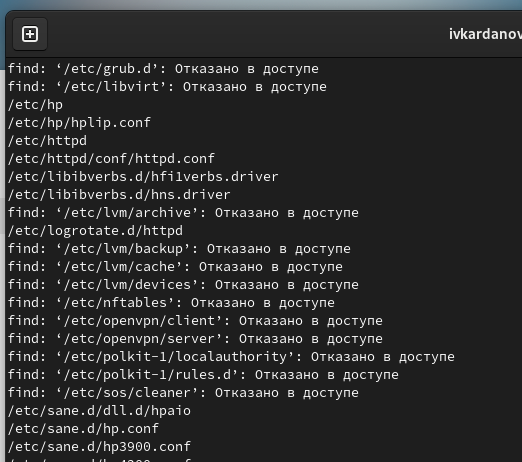 ivkardanov
find: ‘/etc/grub.d’: Отказано в доступе
find: ‘/etc/libvirt’: Отказано в доступе
/etc/hp
/etc/hp/hplip.conf
/etc/httpd
/etc/httpd/conf/httpd.conf
/etc/libibverbs.d/hfi1verbs.driver
/etc/libibverbs.d/hns.driver
find: ‘/etc/lvm/archive’: Отказано в доступе
/etc/logrotate.d/httpd
find: ‘/etc/lvm/backup’: Отказано в доступе
find: ‘/etc/lvm/cache’: Отказано в доступе
find: ‘/etc/lvm/devices’: Отказано в доступе
find: ‘/etc/nftables’: Отказано в доступе
find: ‘/etc/openvpn/client’: Отказано в доступе
find: ‘/etc/openvpn/server’: Отказано в доступе
find: ‘/etc/polkit-1/localauthority’: Отказано в доступе
find: ‘/etc/polkit-1/rules.d’: Отказано в доступе
find: ‘/etc/sos/cleaner’: Отказано в доступе
/etc/sane.d/dll.d/hpaio
/etc/sane.d/hp.conf
/etc/sane.d/hp3900.conf